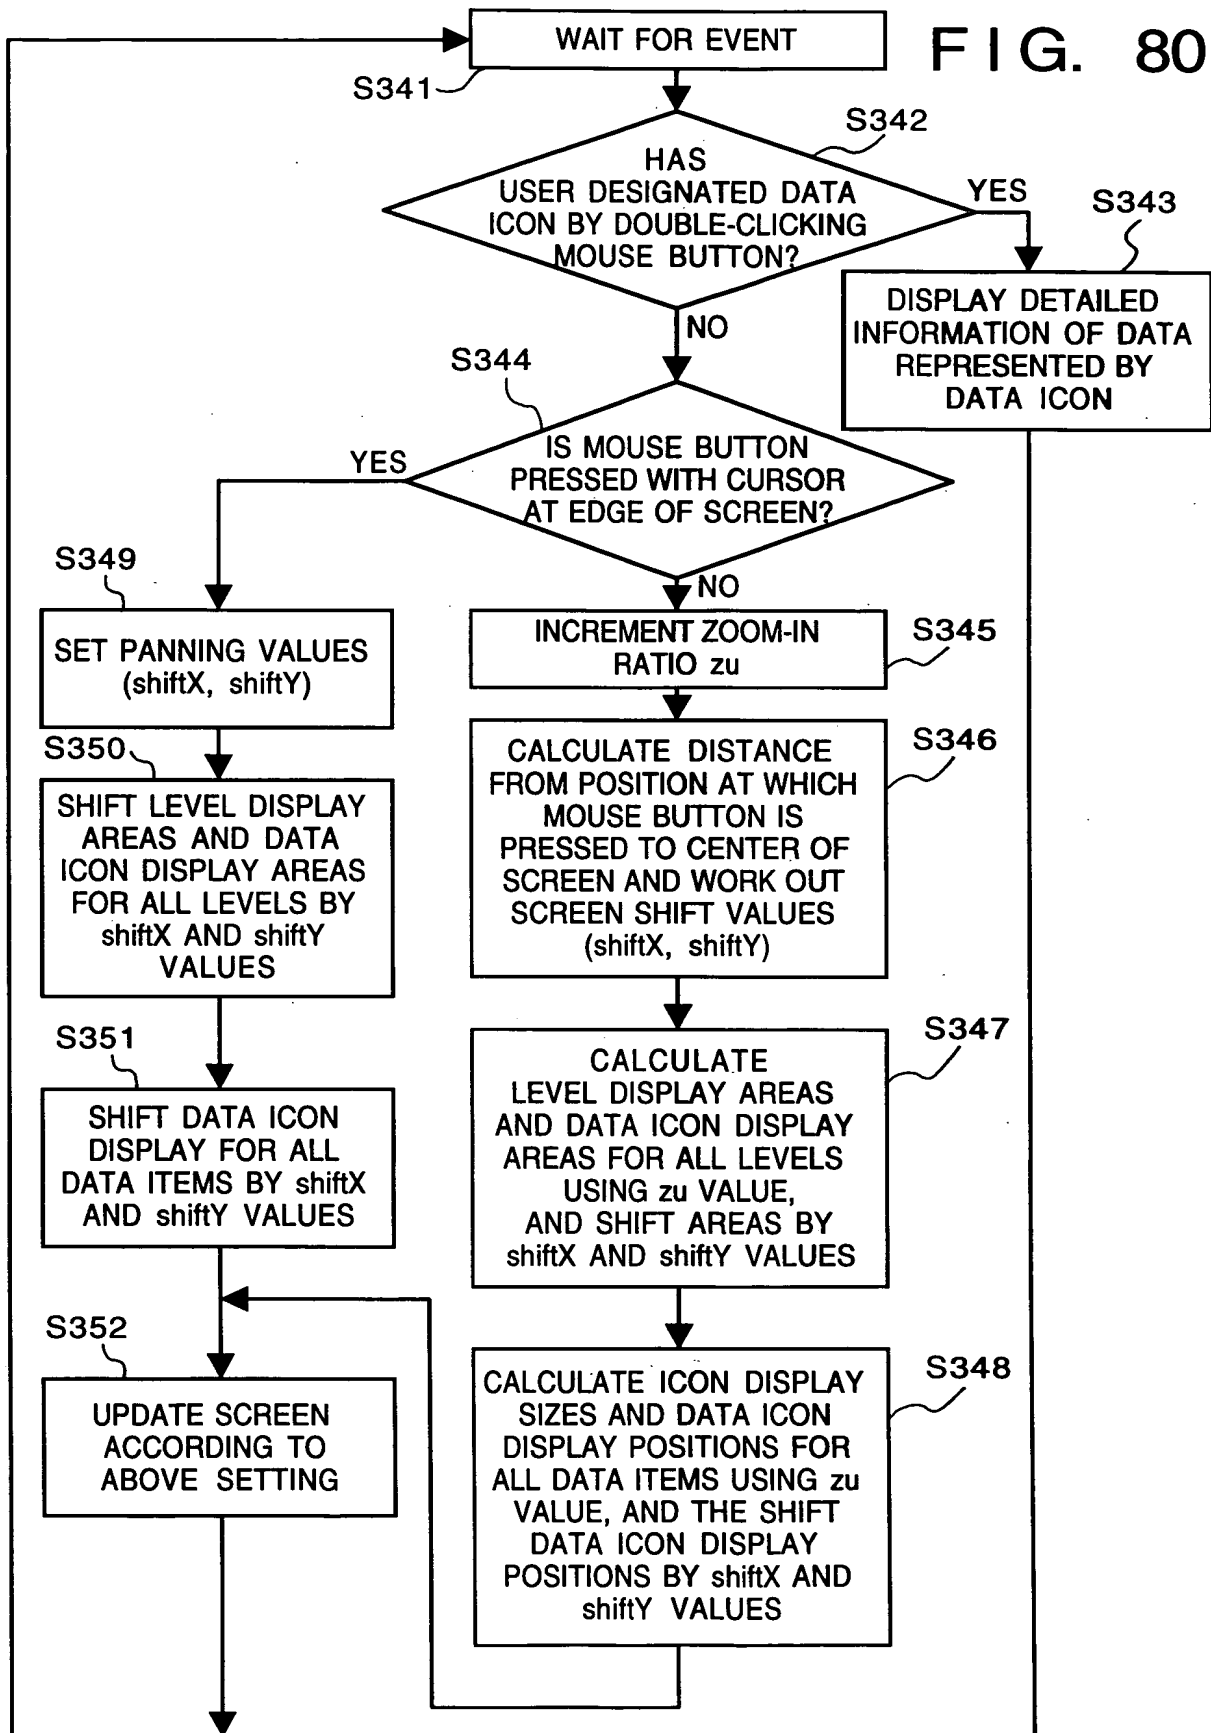 FIG. 80
WAIT FOR EVENT
S341
S342
HAS
USER DESIGNATED DATA
ICON BY DOUBLE-CLICKING
MOUSE BUTTON?
YES
S343
DISPLAY DETAILED
INFORMATION OF DATA
REPRESENTED BY
DATA ICON
NO
S344
IS MOUSE BUTTON
PRESSED WITH CURSOR
AT EDGE OF SCREEN?
YES
NO
S349
SET PANNING VALUES
(shiftX, shiftY)
S350
SHIFT LEVEL DISPLAY
AREAS AND DATA
ICON DISPLAY AREAS
FOR ALL LEVELS BY
shiftX AND shiftY
VALUES
S351
SHIFT DATA ICON
DISPLAY FOR ALL
DATA ITEMS BY shiftX
AND shiftY VALUES
S352
UPDATE SCREEN
ACCORDING TO
ABOVE SETTING
INCREMENT ZOOM-IN
RATIO zu
S345
CALCULATE DISTANCE
FROM POSITION AT WHICH
MOUSE BUTTON IS
PRESSED TO CENTER OF
SCREEN AND WORK OUT
SCREEN SHIFT VALUES
(shiftX, shiftY)
S346
CALCULATE
LEVEL DISPLAY AREAS
AND DATA ICON DISPLAY
AREAS FOR ALL LEVELS
USING zu VALUE,
AND SHIFT AREAS BY
shiftX AND shiftY VALUES
S347
CALCULATE ICON DISPLAY
SIZES AND DATA ICON
DISPLAY POSITIONS FOR
ALL DATA ITEMS USING zu
VALUE, AND THE SHIFT
DATA ICON DISPLAY
POSITIONS BY shiftX AND
shiftY VALUES
S348